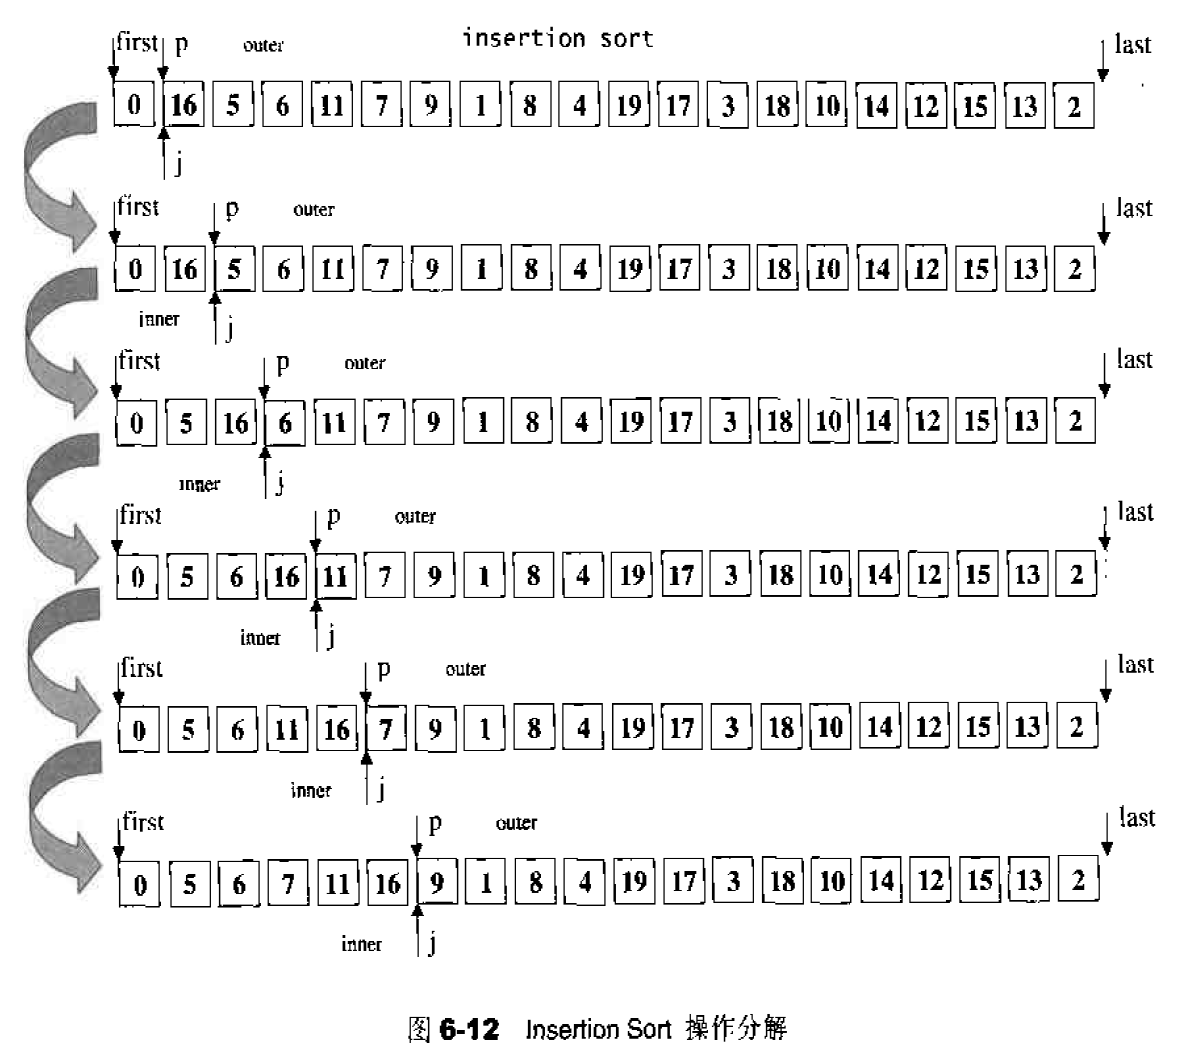 insertion sort
first p outer last
0 16 5 6 11 7 9 1 8 4 19 17 3 18 10 14 12 15 13 2
j
first p outer last
0 16 5 6 11 7 9 1 8 4 19 17 3 18 10 14 12 15 13 2
inner j
first p outer last
0 5 16 6 11 7 9 1 8 4 19 17 3 18 10 14 12 15 13 2
inner j
first p outer last
0 5 6 16 11 7 9 1 8 4 19 17 3 18 10 14 12 15 13 2
inner j
first p outer last
0 5 6 11 16 7 9 1 8 4 19 17 3 18 10 14 12 15 13 2
inner j
first p outer last
0 5 6 7 11 16 9 1 8 4 19 17 3 18 10 14 12 15 13 2
inner j
图 6-12 Insertion Sort 操作分解